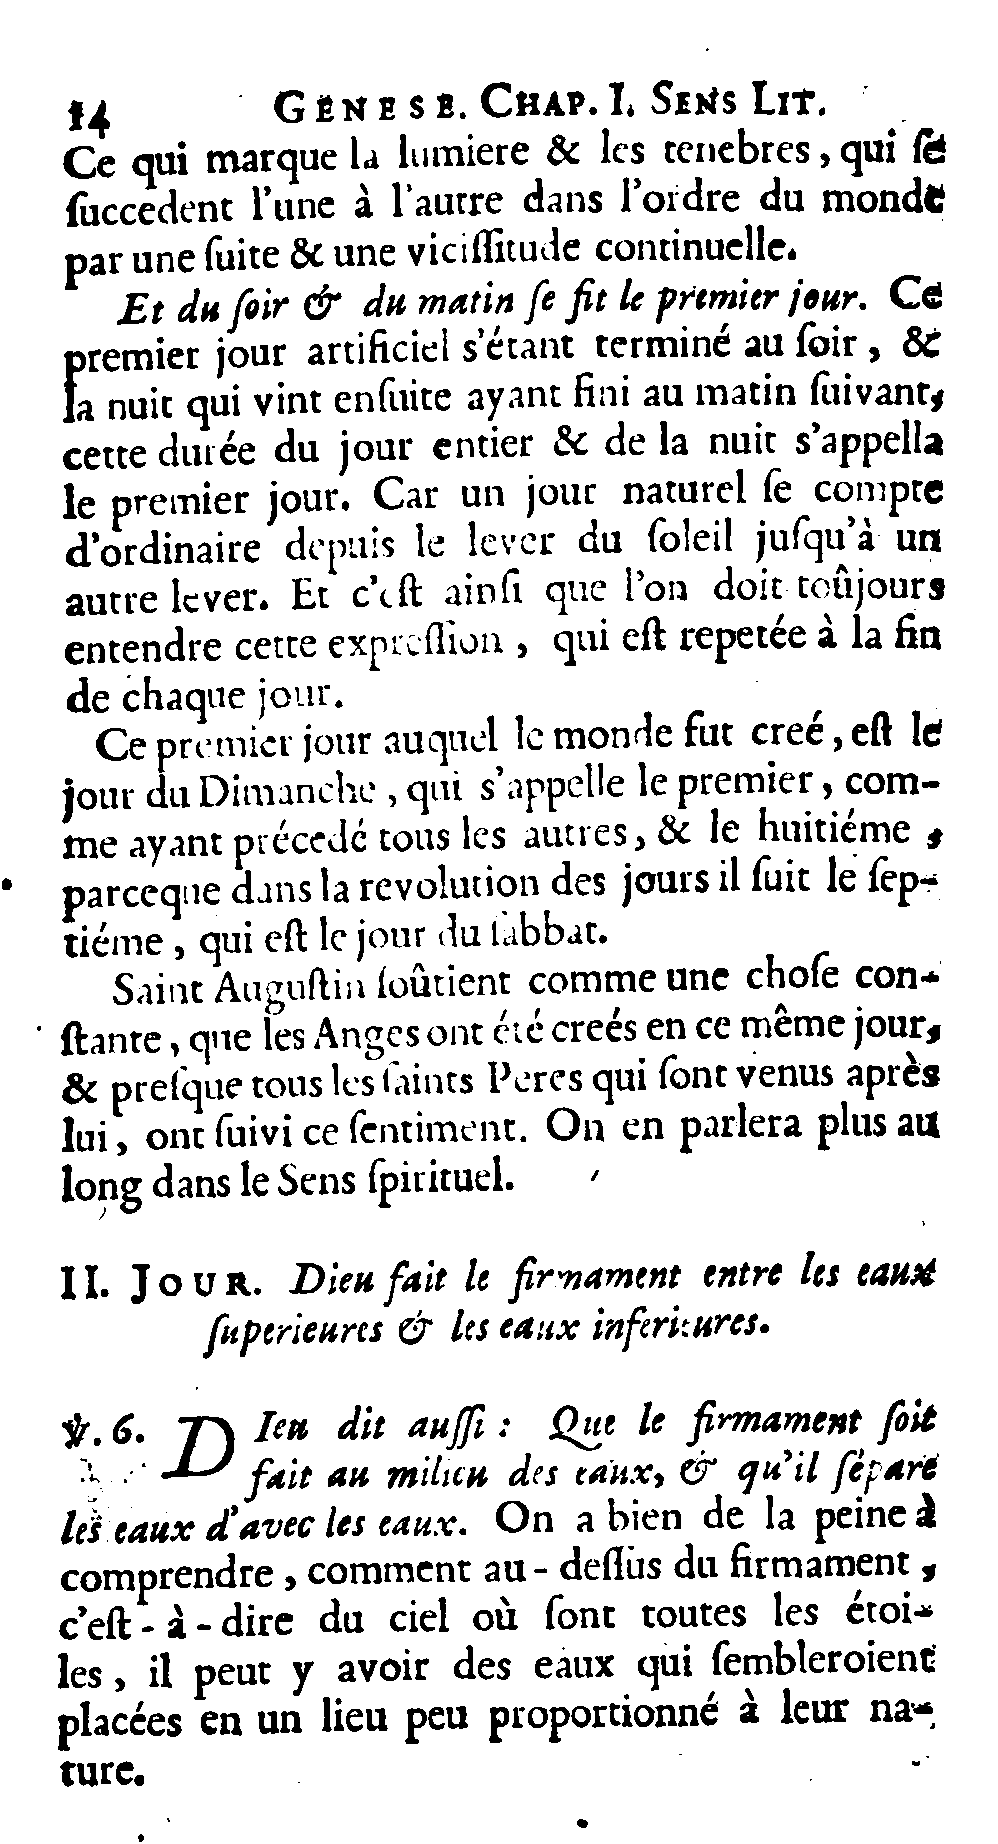 14 GENESE. CHAP. I. SENS LIT.
Ce qui marque la lumiere & les tenebres, qui ſe
ſuccedent l'une à l'autre dans l'ordre du monde
par une ſuite & une viciſſitude continuelle.
Et du ſoir & du matin ſe fit le premier jour. Ce
premier jour artificiel s'étant terminé au ſoir, &
la nuit qui vint enſuite ayant fini au matin ſuivant,
cette durée du jour entier & de la nuit s'appella
le premier jour. Car un jour naturel ſe compte
d'ordinaire depuis le lever du ſoleil juſqu'à un
autre lever. Et c'eſt ainſi que l'on doit toûjours
entendre cette expreſſion, qui eſt repetée à la fin
de chaque jour.
Ce premier jour auquel le monde fut creé, eſt le
jour du Dimanche, qui s'appelle le premier, com-
me ayant précedé tous les autres, & le huitiéme,
parceque dans la revolution des jours il ſuit le ſep-
tiéme, qui eſt le jour du ſabbat.
Saint Auguſtin ſoûtient comme une choſe con-
ſtante, que les Anges ont été creés en ce même jour,
& preſque tous les ſaints Peres qui ſont venus après
lui, ont ſuivi ce ſentiment. On en parlera plus au
long dans le Sens ſpirituel.
II. JOUR. Dieu fait le firmament entre les eaux
ſuperieures & les eaux inferieures.
℣. 6. DIeu dit auſſi : Que le firmament ſoit
fait au milieu des eaux, & qu'il ſépare
les eaux d'avec les eaux. On a bien de la peine à
comprendre, comment au-deſſus du firmament,
c'eſt-à-dire du ciel où ſont toutes les étoi-
les, il peut y avoir des eaux qui ſembleroient
placées en un lieu peu proportionné à leur na-
ture.